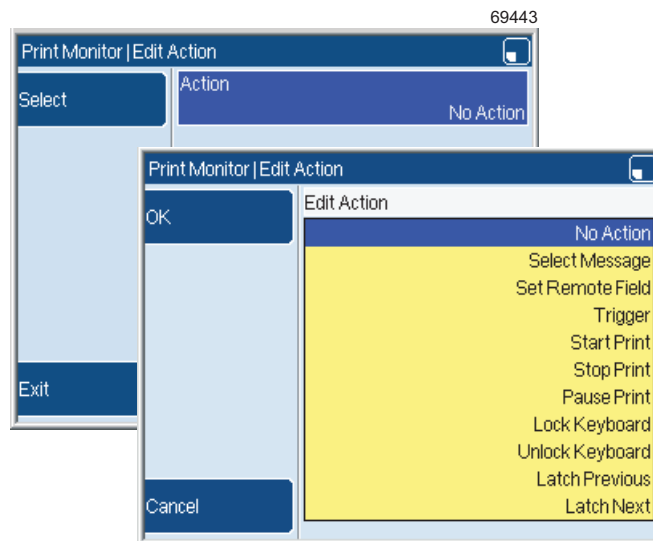 69443
Print Monitor | Edit Action
Select
Action
No Action
Exit
Print Monitor | Edit Action
OK
Edit Action
No Action
Select Message
Set Remote Field
Trigger
Start Print
Stop Print
Pause Print
Lock Keyboard
Unlock Keyboard
Latch Previous
Latch Next
Cancel